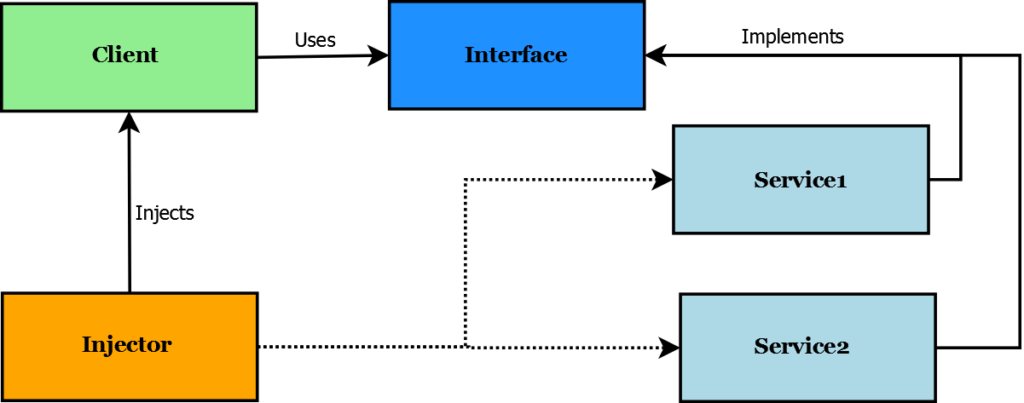 Client
Uses
Interface
Implements
Service1
Injects
Injector
Service2